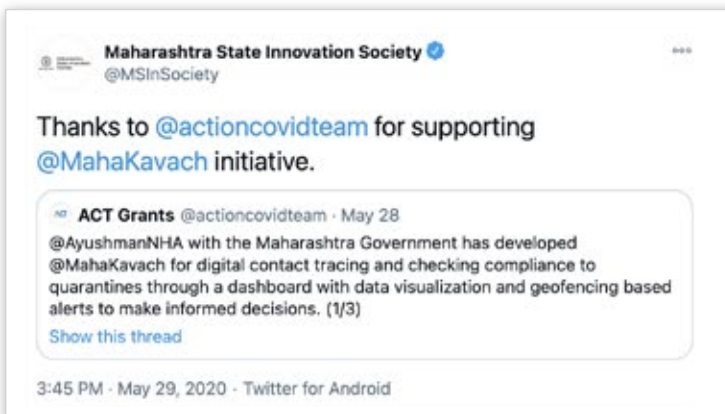 Maharashtra State Innovation Society
@MSInSociety
Thanks to @actioncovidteam for supporting
@MahaKavach initiative.
ACT Grants @actioncovidteam · May 28
@AyushmanNHA with the Maharashtra Government has developed
@MahaKavach for digital contact tracing and checking compliance to
quarantines through a dashboard with data visualization and geofencing based
alerts to make informed decisions. (1/3)
Show this thread
3:45 PM · May 29, 2020 · Twitter for Android